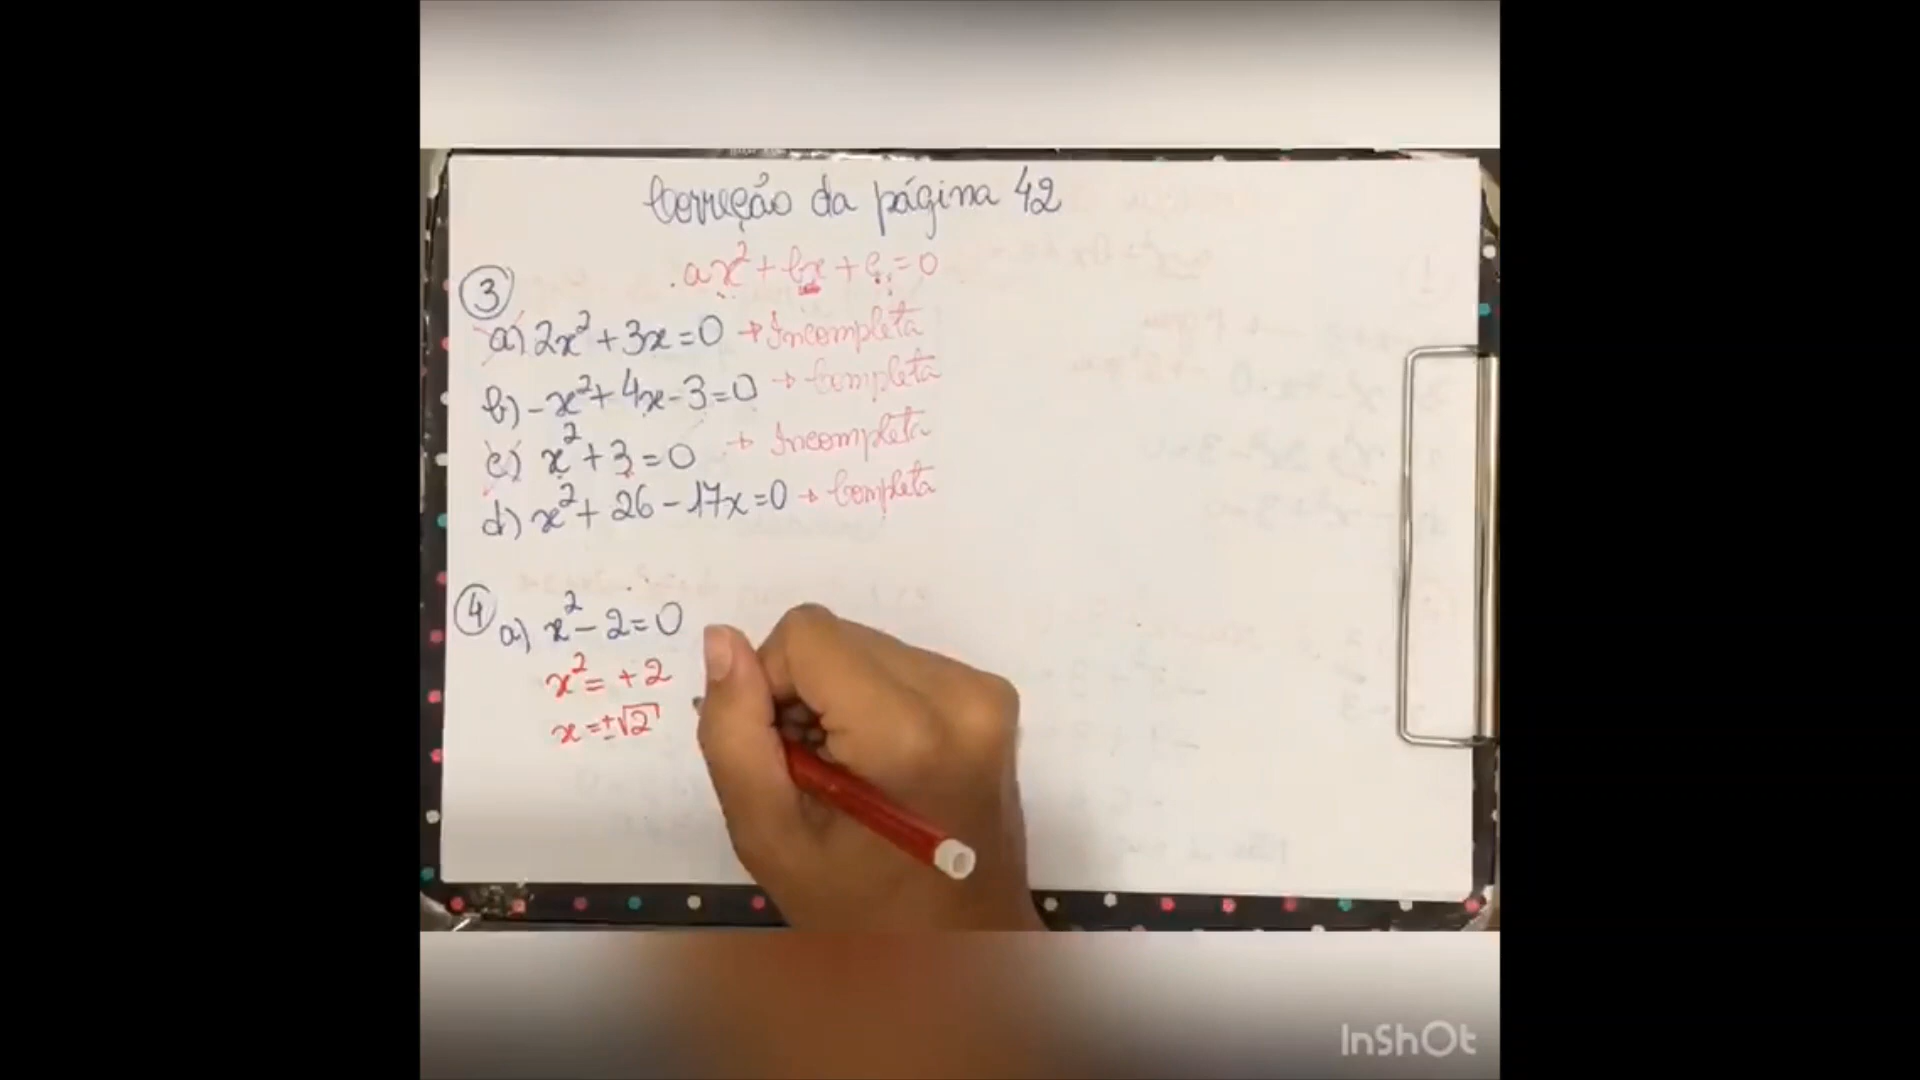 Correção da página 42
ax² + bx + c = 0
3
a) 2x² + 3x = 0 → Incompleta
b) -x² + 4x - 3 = 0 → Completa
c) x² + 3 = 0 → Incompleta
d) x² + 26 - 17x = 0 → Completa
4
a) x² - 2 = 0
x² = + 2
x = ±√2
InShOt